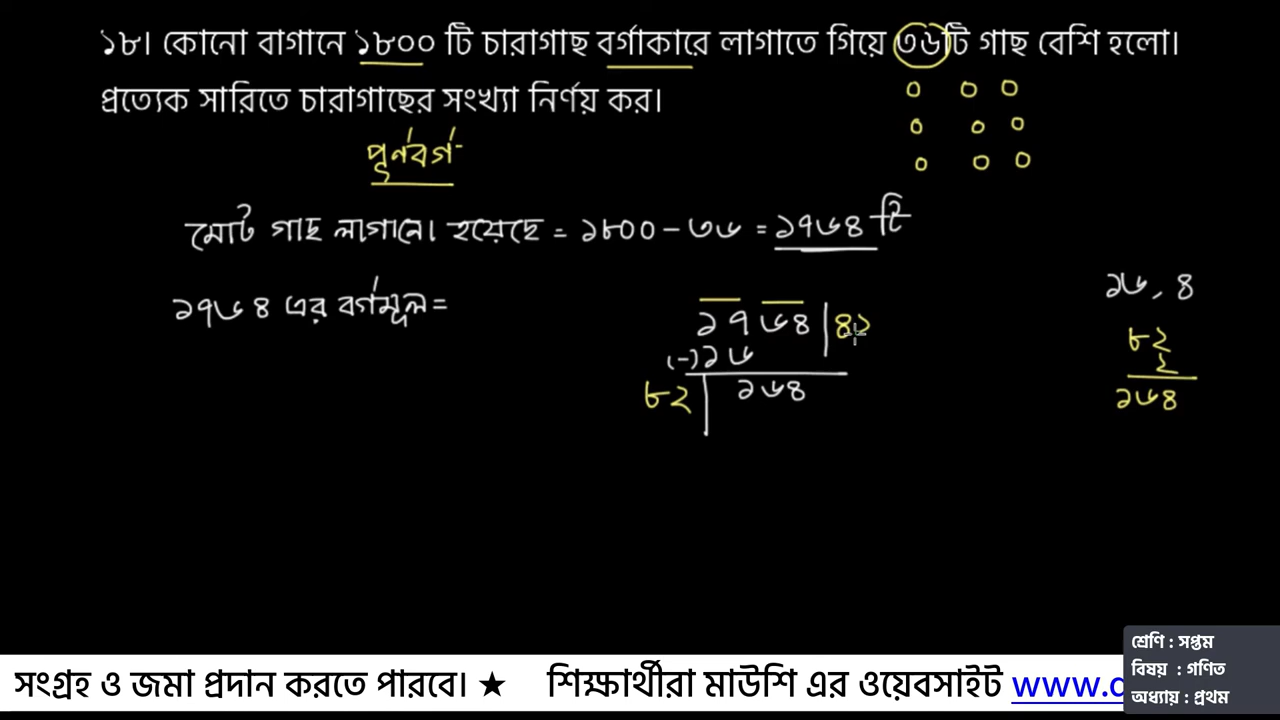 ১৮। কোনো বাগানে ১৮০০ টি চারাগাছ বর্গাকারে লাগাতে গিয়ে ৩৬টি গাছ বেশি হলো।
প্রত্যেক সারিতে চারাগাছের সংখ্যা নির্ণয় কর।
পূর্ণবর্গ
মোট গাছ লাগানো হয়েছে = ১৮০০ - ৩৬ = ১৭৬৪ টি
১৭৬৪ এর বর্গমূল =
১৭ ৬৪ | ৪২
(-) ১৬
৮২ | ১৬৪
১৬, ৪
৮২
২
১৬৪
শ্রেণি : সপ্তম
বিষয় : গণিত
অধ্যায় : প্রথম
সংগ্রহ ও জমা প্রদান করতে পারবে। ★ শিক্ষার্থীরা মাউশি এর ওয়েবসাইট www.